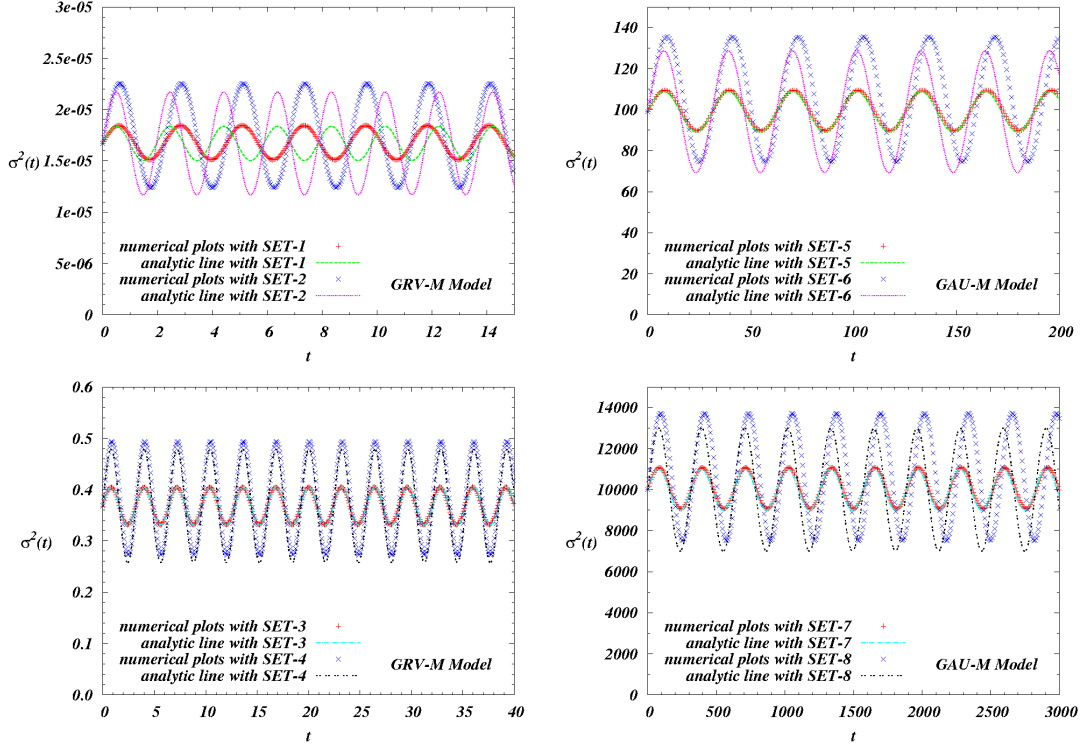 3e-05
2.5e-05
2e-05
σ²(t) 1.5e-05
1e-05
5e-06
0
numerical plots with SET-1
analytic line with SET-1
numerical plots with SET-2
analytic line with SET-2
GRV-M Model
0 2 4 6 8 10 12 14
t
140
120
σ²(t) 100
80
60
40
20
0
numerical plots with SET-5
analytic line with SET-5
numerical plots with SET-6
analytic line with SET-6
GAU-M Model
0 50 100 150 200
t
0.6
0.5
0.4
σ²(t) 0.3
0.2
0.1
0.0
numerical plots with SET-3
analytic line with SET-3
numerical plots with SET-4
analytic line with SET-4
GRV-M Model
0 5 10 15 20 25 30 35 40
t
14000
12000
10000
σ²(t) 8000
6000
4000
2000
0
numerical plots with SET-7
analytic line with SET-7
numerical plots with SET-8
analytic line with SET-8
GAU-M Model
0 500 1000 1500 2000 2500 3000
t